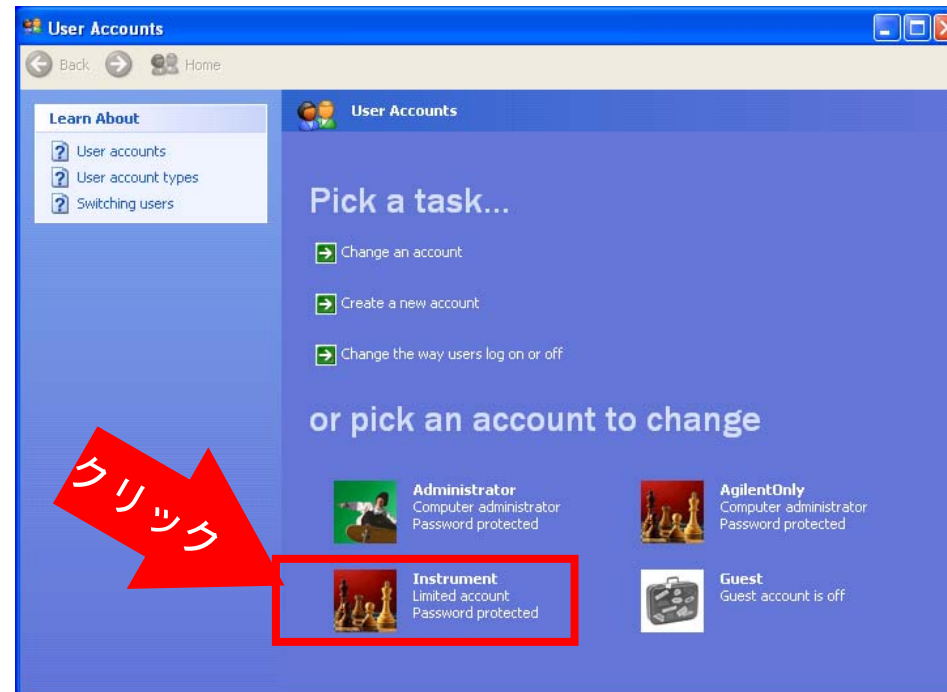 User Accounts
Back
Home
Learn About
User accounts
User account types
Switching users
User Accounts
Pick a task...
Change an account
Create a new account
Change the way users log on or off
or pick an account to change
クリック
Administrator
Computer administrator
Password protected
AgilentOnly
Computer administrator
Password protected
Instrument
Limited account
Password protected
Guest
Guest account is off